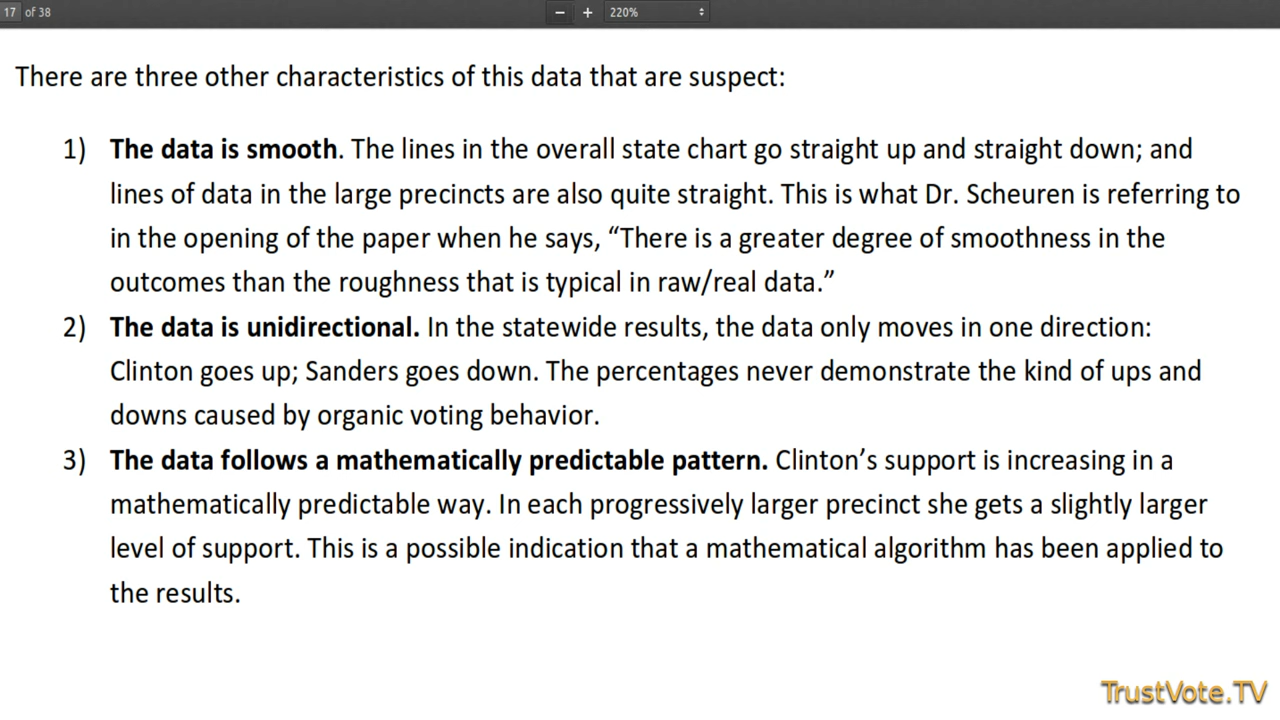 17 of 38 − + 220%
There are three other characteristics of this data that are suspect:
1) The data is smooth. The lines in the overall state chart go straight up and straight down; and
lines of data in the large precincts are also quite straight. This is what Dr. Scheuren is referring to
in the opening of the paper when he says, “There is a greater degree of smoothness in the
outcomes than the roughness that is typical in raw/real data.”
2) The data is unidirectional. In the statewide results, the data only moves in one direction:
Clinton goes up; Sanders goes down. The percentages never demonstrate the kind of ups and
downs caused by organic voting behavior.
3) The data follows a mathematically predictable pattern. Clinton’s support is increasing in a
mathematically predictable way. In each progressively larger precinct she gets a slightly larger
level of support. This is a possible indication that a mathematical algorithm has been applied to
the results.
TrustVote.TV